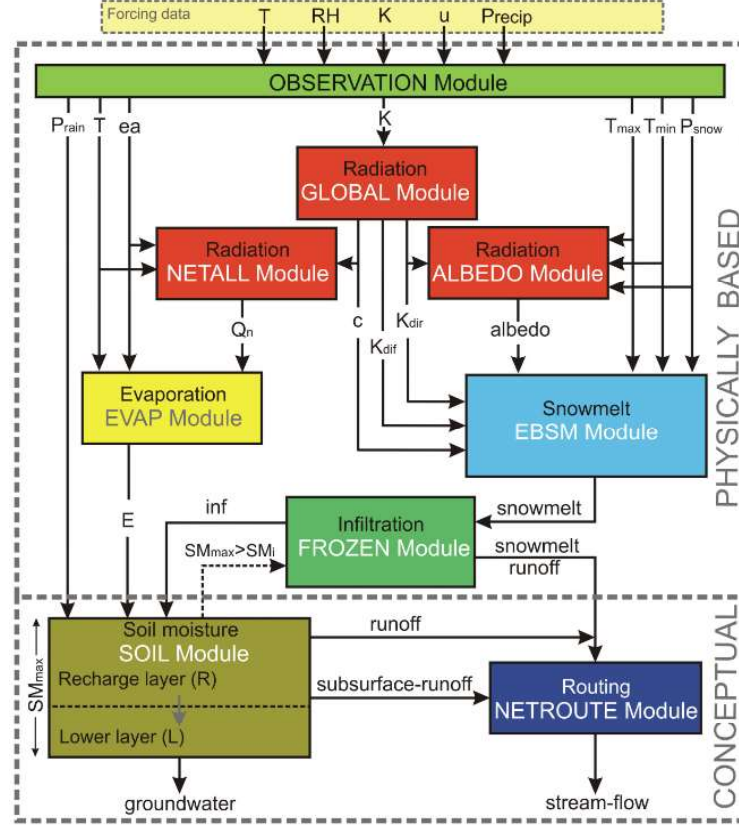 Forcing data
T RH K u Precip
OBSERVATION Module
Prain T ea K Tmax Tmin Psnow
Radiation
GLOBAL Module
Radiation
NETALL Module
Radiation
ALBEDO Module
Qn c Kdif Kdir albedo
Evaporation
EVAP Module
Snowmelt
EBSM Module
PHYSICALLY BASED
E inf snowmelt
Infiltration
FROZEN Module
SMmax>SMi
snowmelt
runoff
Soil moisture
SOIL Module
Recharge layer (R)
Lower layer (L)
SMmax
runoff
subsurface-runoff
Routing
NETROUTE Module
CONCEPTUAL
groundwater
stream-flow